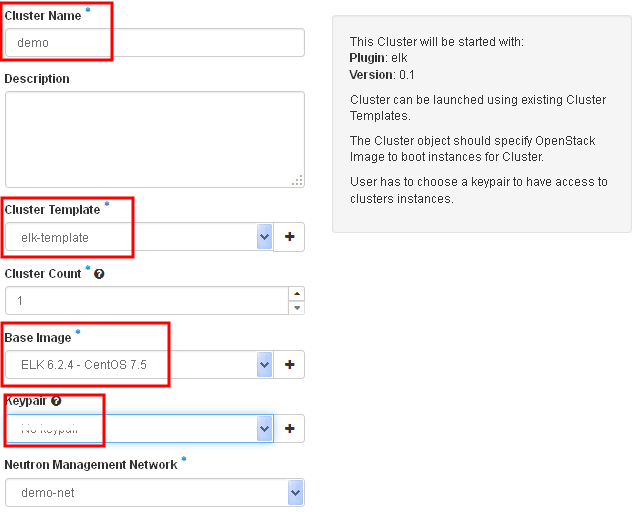 Cluster Name *
demo
Description
Cluster Template *
elk-template
+
Cluster Count * ?
1
Base Image *
ELK 6.2.4 - CentOS 7.5
+
Keypair ?
No keypair
+
Neutron Management Network *
demo-net
This Cluster will be started with:
Plugin: elk
Version: 0.1
Cluster can be launched using existing Cluster
Templates.
The Cluster object should specify OpenStack
Image to boot instances for Cluster.
User has to choose a keypair to have access to
clusters instances.